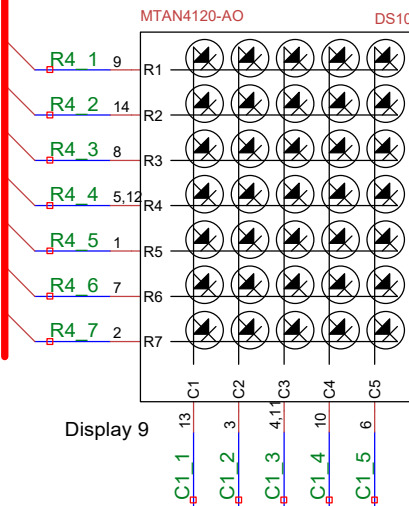 MTAN4120-AO DS10
R4_1 9 R1
R4_2 14 R2
R4_3 8 R3
R4_4 5,12 R4
R4_5 1 R5
R4_6 7 R6
R4_7 2 R7
C1 C2 C3 C4 C5
13 3 4,11 10 6
Display 9
C1_1 C1_2 C1_3 C1_4 C1_5